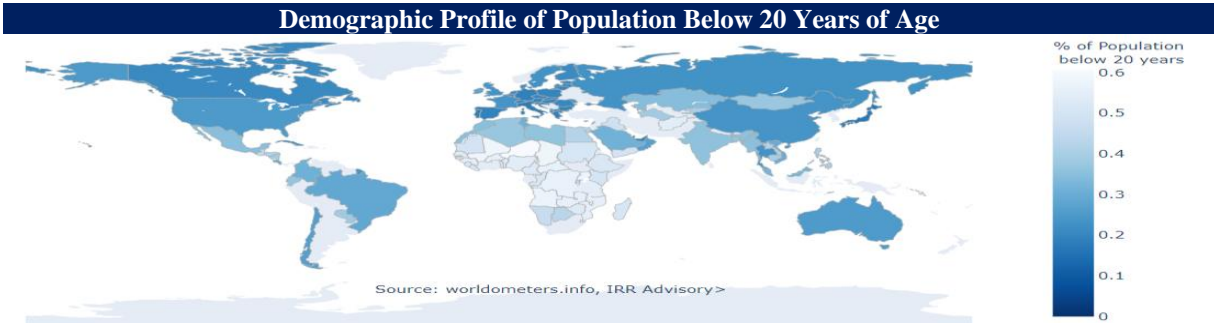 Demographic Profile of Population Below 20 Years of Age
% of Population
below 20 years
0.6
0.5
0.4
0.3
0.2
0.1
0
Source: worldometers.info, IRR Advisory>